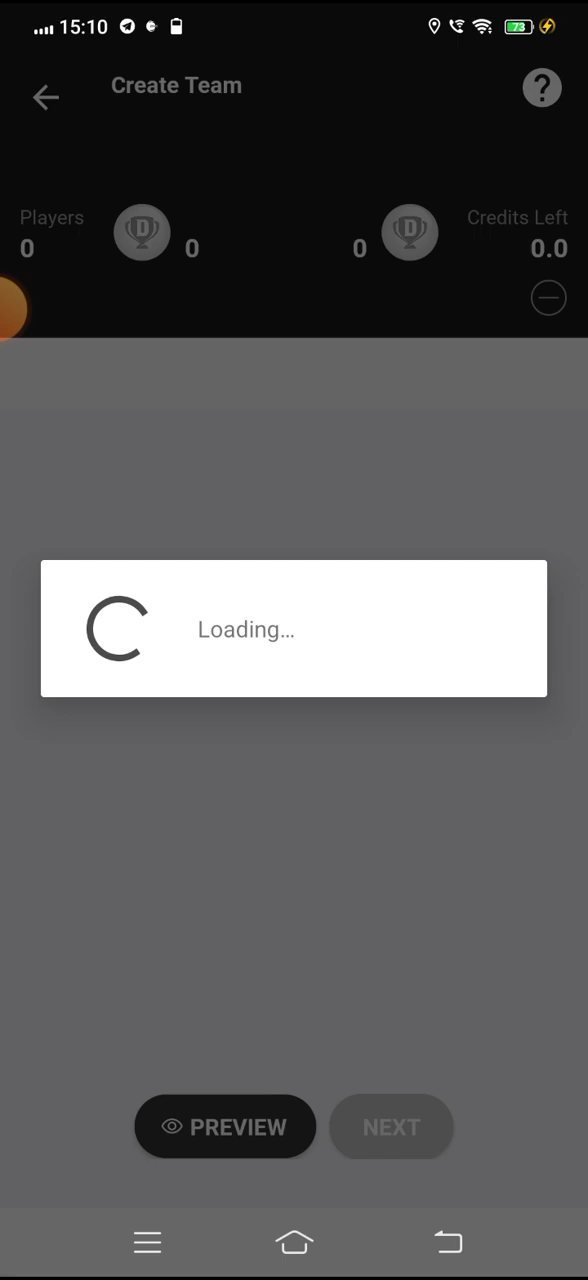 15:10 73
Create Team ?
Players D D Credits Left
0 0 0 0.0
Loading...
PREVIEW NEXT